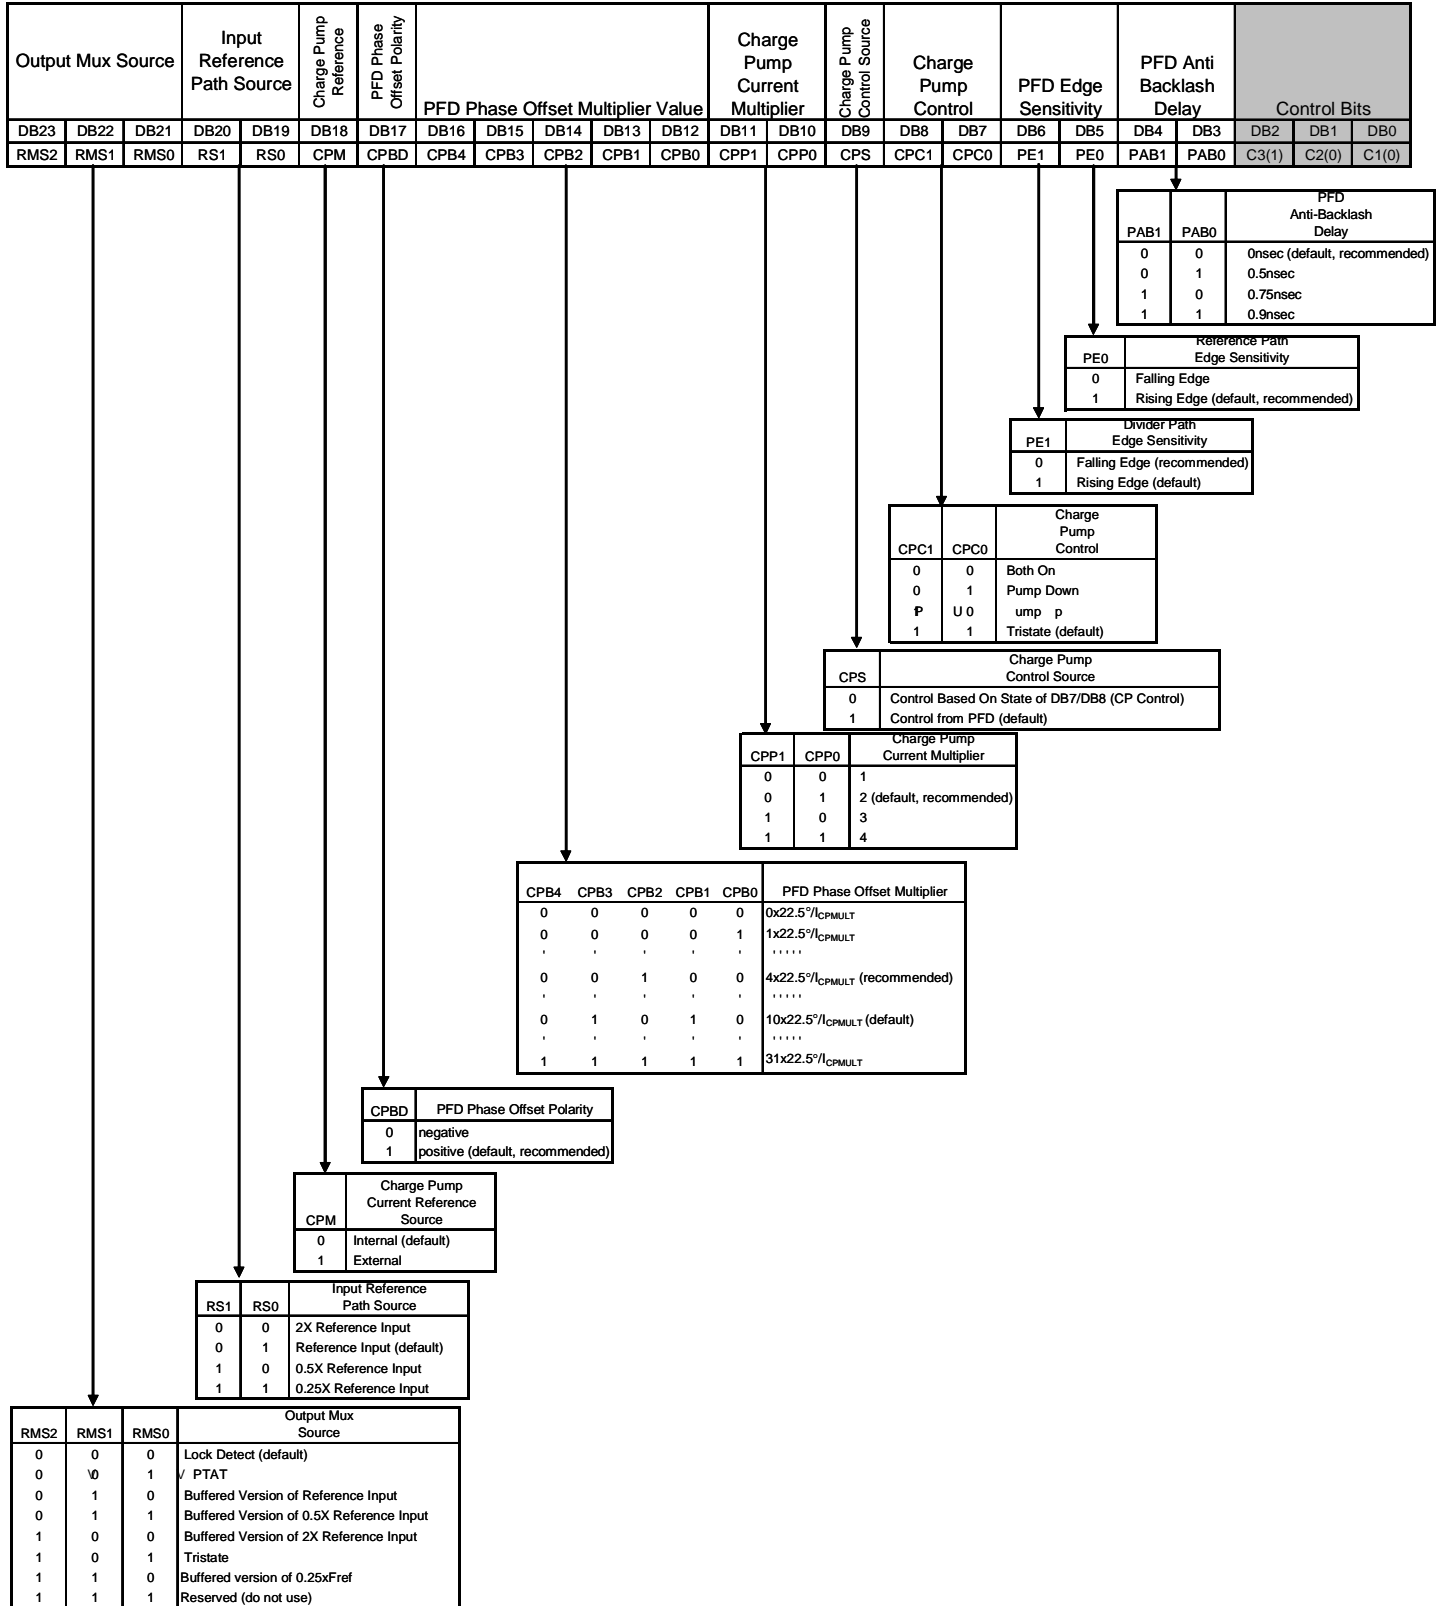 Output Mux Source
Input Reference Path Source
Charge Pump Reference
PFD Phase Offset Polarity
PFD Phase Offset Multiplier Value
Charge Pump Current Multiplier
Charge Pump Control Source
Charge Pump Control
PFD Edge Sensitivity
PFD Anti Backlash Delay
Control Bits
DB23 DB22 DB21 DB20 DB19 DB18 DB17 DB16 DB15 DB14 DB13 DB12 DB11 DB10 DB9 DB8 DB7 DB6 DB5 DB4 DB3 DB2 DB1 DB0
RMS2 RMS1 RMS0 RS1 RS0 CPM CPBD CPB4 CPB3 CPB2 CPB1 CPB0 CPP1 CPP0 CPS CPC1 CPC0 PE1 PE0 PAB1 PAB0 C3(1) C2(0) C1(0)
PFD
Anti-Backlash
PAB1 PAB0 Delay
0 0 0nsec (default, recommended)
0 1 0.5nsec
1 0 0.75nsec
1 1 0.9nsec
Reference Path
PE0 Edge Sensitivity
0 Falling Edge
1 Rising Edge (default, recommended)
Divider Path
PE1 Edge Sensitivity
0 Falling Edge (recommended)
1 Rising Edge (default)
Charge
Pump
CPC1 CPC0 Control
0 0 Both On
0 1 Pump Down
1P U 0 ump p
1 1 Tristate (default)
Charge Pump
CPS Control Source
0 Control Based On State of DB7/DB8 (CP Control)
1 Control from PFD (default)
Charge Pump
CPP1 CPP0 Current Multiplier
0 0 1
0 1 2 (default, recommended)
1 0 3
1 1 4
CPB4 CPB3 CPB2 CPB1 CPB0 PFD Phase Offset Multiplier
0 0 0 0 0 0x22.5°/ICPMULT
0 0 0 0 1 1x22.5°/ICPMULT
' ' ' ' ' '''''
0 0 1 0 0 4x22.5°/ICPMULT (recommended)
' ' ' ' ' '''''
0 1 0 1 0 10x22.5°/ICPMULT (default)
' ' ' ' ' '''''
1 1 1 1 1 31x22.5°/ICPMULT
CPBD PFD Phase Offset Polarity
0 negative
1 positive (default, recommended)
Charge Pump
Current Reference
CPM Source
0 Internal (default)
1 External
Input Reference
RS1 RS0 Path Source
0 0 2X Reference Input
0 1 Reference Input (default)
1 0 0.5X Reference Input
1 1 0.25X Reference Input
Output Mux
RMS2 RMS1 RMS0 Source
0 0 0 Lock Detect (default)
0 0 1 V PTAT
0 1 0 Buffered Version of Reference Input
0 1 1 Buffered Version of 0.5X Reference Input
1 0 0 Buffered Version of 2X Reference Input
1 0 1 Tristate
1 1 0 Buffered version of 0.25xFref
1 1 1 Reserved (do not use)